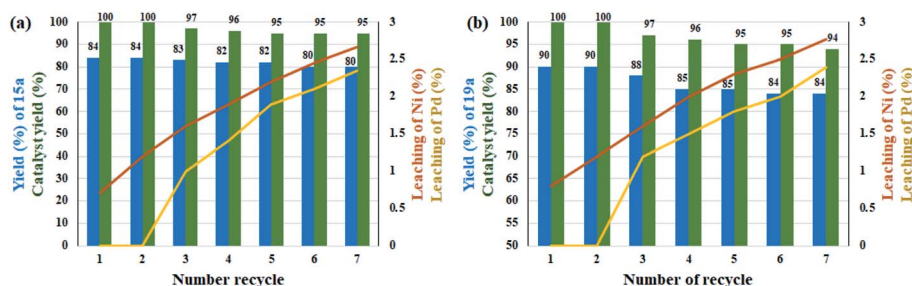 (a)
100 100 97 96 95 95 95
84 84 83 82 82 80 80
100
90
80
70
60
50
40
30
20
10
0
3
2.5
2
1.5
1
0.5
0
Yield (%) of 15a
Catalyst yield (%)
Leaching of Ni (%)
Leaching of Pd (%)
1 2 3 4 5 6 7
Number recycle
(b)
100 100 97 96 95 95 94
90 90 88 85 85 84 84
100
95
90
85
80
75
70
65
60
55
50
3
2.5
2
1.5
1
0.5
0
Yield (%) of 19a
Catalyst yield (%)
Leaching of Ni (%)
Leaching of Pd (%)
1 2 3 4 5 6 7
Number of recycle